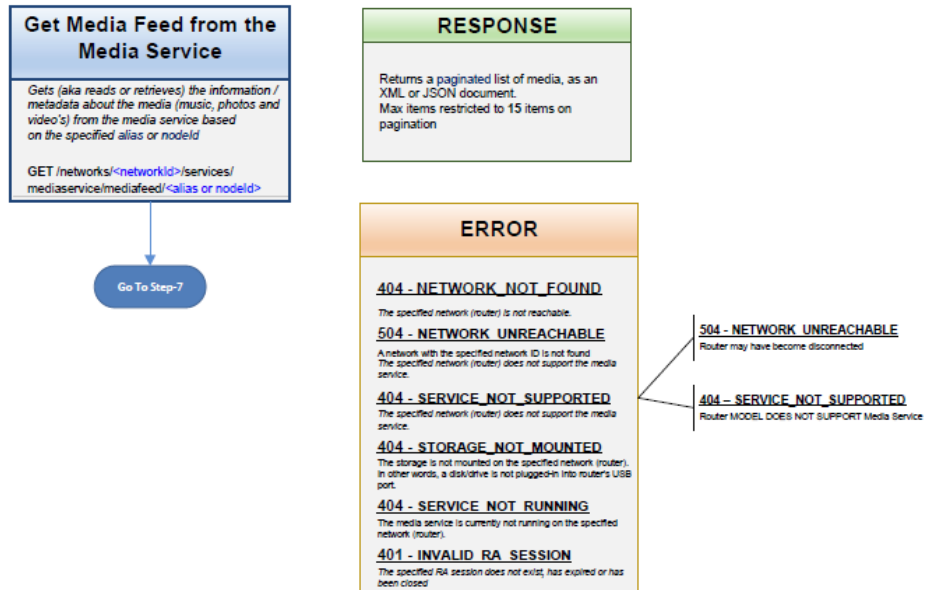 Get Media Feed from the
Media Service
Gets (aka reads or retrieves) the information /
metadata about the media (music, photos and
video's) from the media service based
on the specified alias or nodeId
GET /networks/<networkId>/services/
mediaservice/mediafeed/<alias or nodeId>
Go To Step-7
RESPONSE
Returns a paginated list of media, as an
XML or JSON document.
Max items restricted to 15 items on
pagination
ERROR
404 - NETWORK_NOT_FOUND
The specified network (router) is not reachable.
504 - NETWORK_UNREACHABLE
A network with the specified network ID is not found
The specified network (router) does not support the media
service.
404 - SERVICE_NOT_SUPPORTED
The specified network (router) does not support the media
service.
404 - STORAGE_NOT_MOUNTED
The storage is not mounted on the specified network (router).
In other words, a disk/drive is not plugged-in into router's USB
port.
404 - SERVICE_NOT_RUNNING
The media service is currently not running on the specified
network (router).
401 - INVALID_RA_SESSION
The specified RA session does not exist, has expired or has
been closed
504 - NETWORK_UNREACHABLE
Router may have become disconnected
404 – SERVICE_NOT_SUPPORTED
Router MODEL DOES NOT SUPPORT Media Service